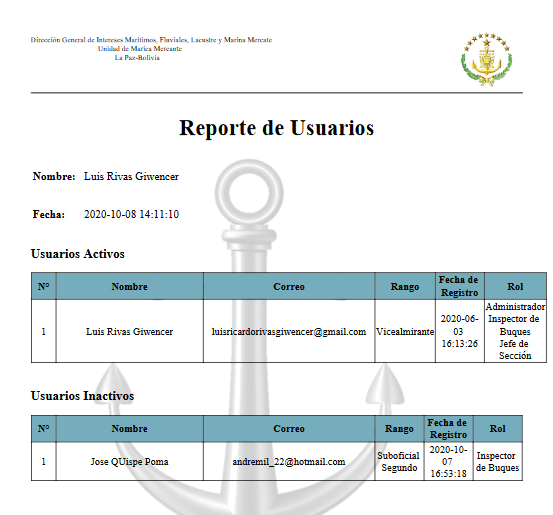 Dirección General de Intereses Marítimos, Fluviales, Lacustre y Marina Mercate
Unidad de Marica Mercante
La Paz-Bolivia
Reporte de Usuarios
Nombre: Luis Rivas Giwencer
Fecha: 2020-10-08 14:11:10
Usuarios Activos
N° Nombre Correo Rango Fecha de Registro Rol
1 Luis Rivas Giwencer luisricardorivasgiwencer@gmail.com Vicealmirante 2020-06-03 16:13:26 Administrador Inspector de Buques Jefe de Sección
Usuarios Inactivos
N° Nombre Correo Rango Fecha de Registro Rol
1 Jose QUispe Poma andremil_22@hotmail.com Suboficial Segundo 2020-10-07 16:53:18 Inspector de Buques